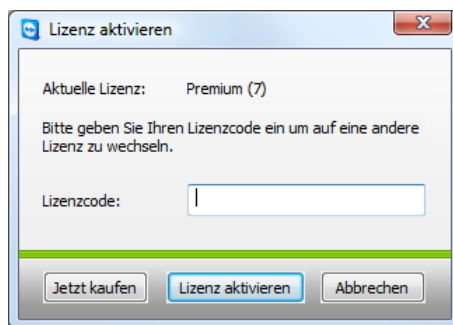 Lizenz aktivieren
Aktuelle Lizenz: Premium (7)
Bitte geben Sie Ihren Lizenzcode ein um auf eine andere
Lizenz zu wechseln.
Lizenzcode:
Jetzt kaufen Lizenz aktivieren Abbrechen